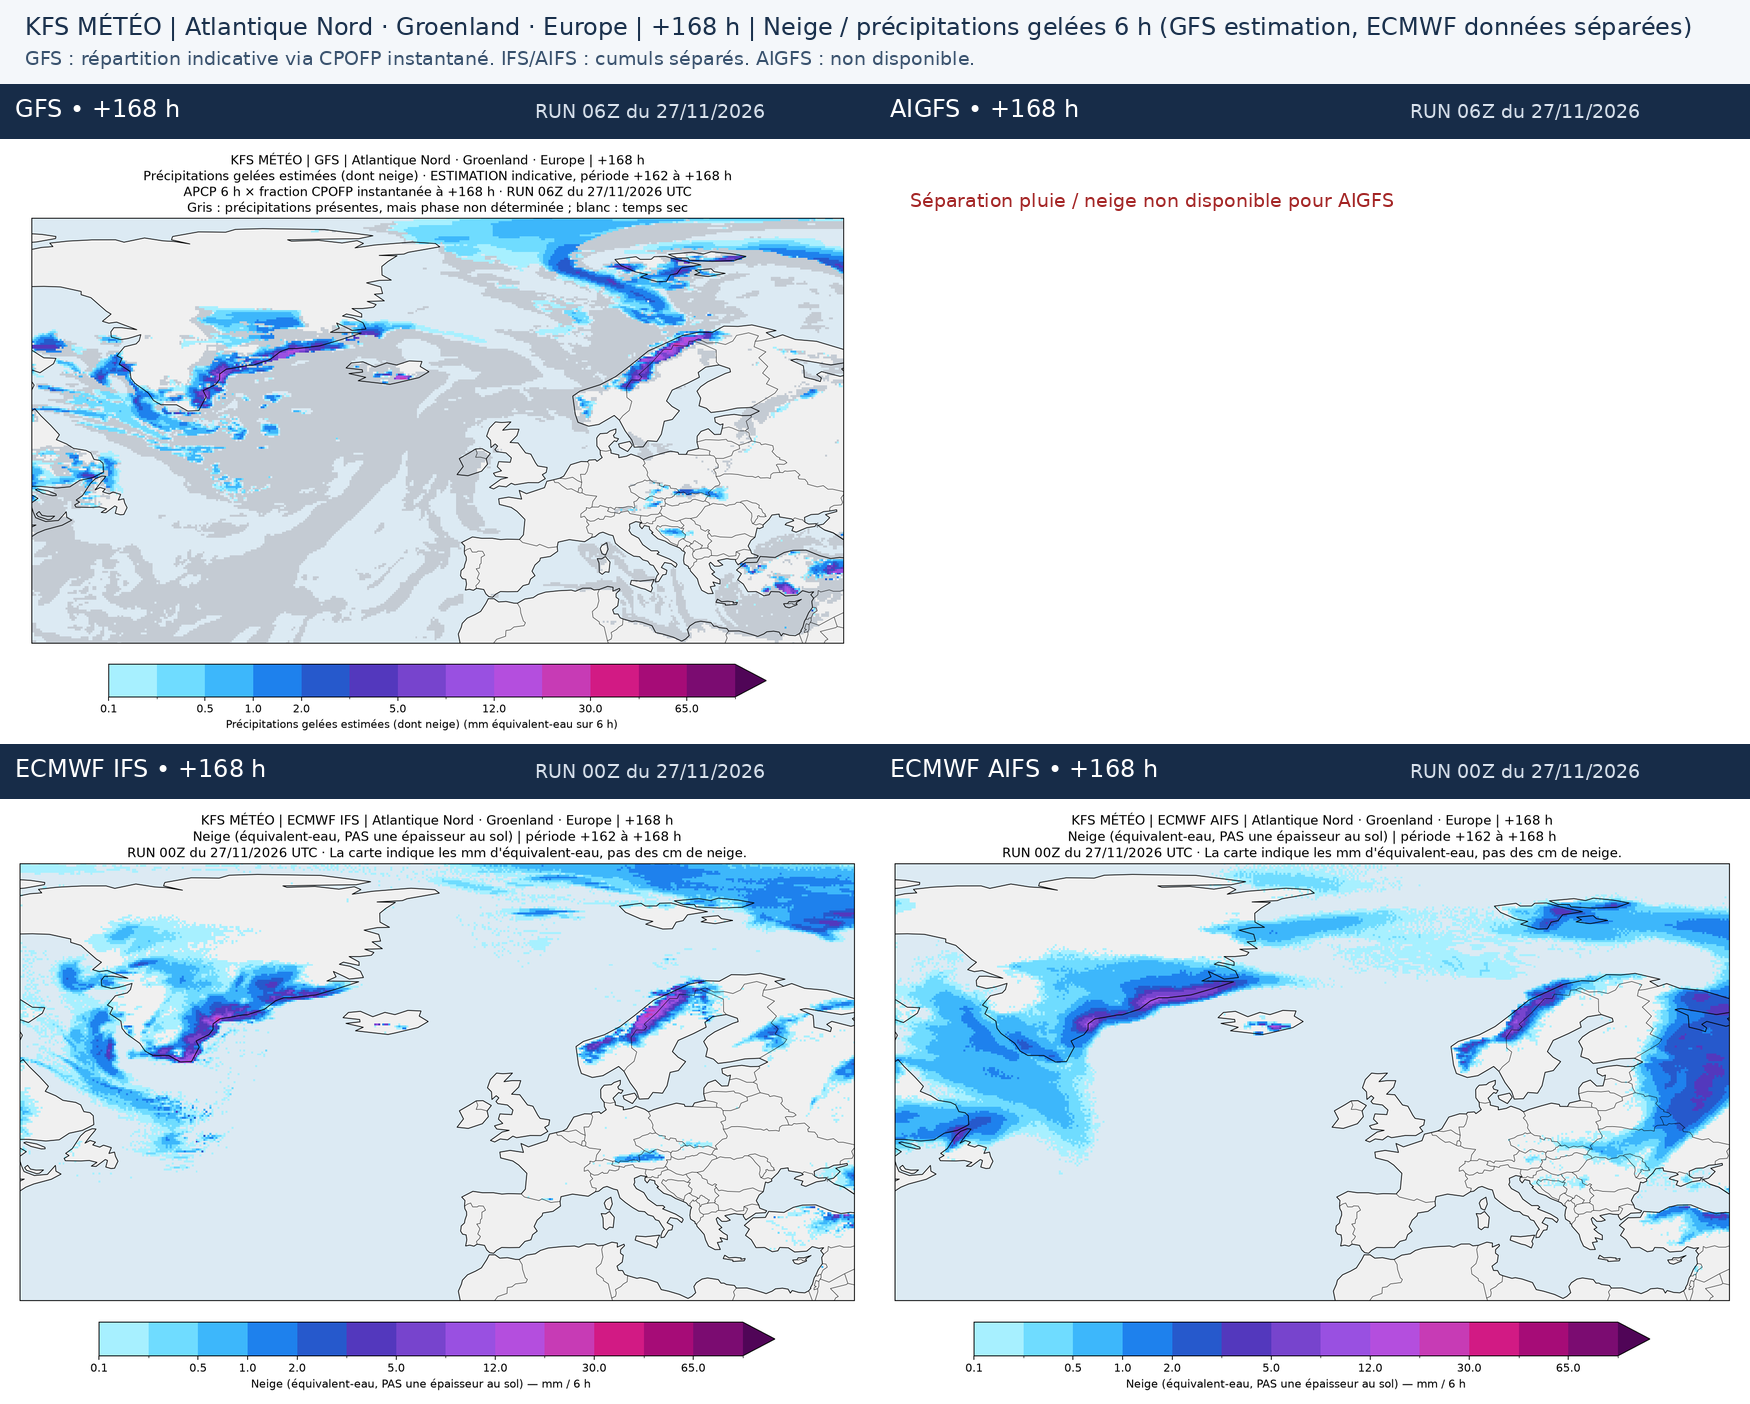 KFS MÉTÉO | Atlantique Nord · Groenland · Europe | +168 h | Neige / précipitations gelées 6 h (GFS estimation, ECMWF données séparées)
GFS : répartition indicative via CPOFP instantané. IFS/AIFS : cumuls séparés. AIGFS : non disponible.
GFS • +168 h
RUN 06Z du 27/11/2026
AIGFS • +168 h
RUN 06Z du 27/11/2026
KFS MÉTÉO | GFS | Atlantique Nord · Groenland · Europe | +168 h
Précipitations gelées estimées (dont neige) · ESTIMATION indicative, période +162 à +168 h
APCP 6 h × fraction CPOFP instantanée à +168 h · RUN 06Z du 27/11/2026 UTC
Gris : précipitations présentes, mais phase non déterminée ; blanc : temps sec
Séparation pluie / neige non disponible pour AIGFS
0.1 0.5 1.0 2.0 5.0 12.0 30.0 65.0
Précipitations gelées estimées (dont neige) (mm équivalent-eau sur 6 h)
ECMWF IFS • +168 h
RUN 00Z du 27/11/2026
ECMWF AIFS • +168 h
RUN 00Z du 27/11/2026
KFS MÉTÉO | ECMWF IFS | Atlantique Nord · Groenland · Europe | +168 h
Neige (équivalent-eau, PAS une épaisseur au sol) | période +162 à +168 h
RUN 00Z du 27/11/2026 UTC · La carte indique les mm d'équivalent-eau, pas des cm de neige.
KFS MÉTÉO | ECMWF AIFS | Atlantique Nord · Groenland · Europe | +168 h
Neige (équivalent-eau, PAS une épaisseur au sol) | période +162 à +168 h
RUN 00Z du 27/11/2026 UTC · La carte indique les mm d'équivalent-eau, pas des cm de neige.
0.1 0.5 1.0 2.0 5.0 12.0 30.0 65.0
Neige (équivalent-eau, PAS une épaisseur au sol) — mm / 6 h
0.1 0.5 1.0 2.0 5.0 12.0 30.0 65.0
Neige (équivalent-eau, PAS une épaisseur au sol) — mm / 6 h